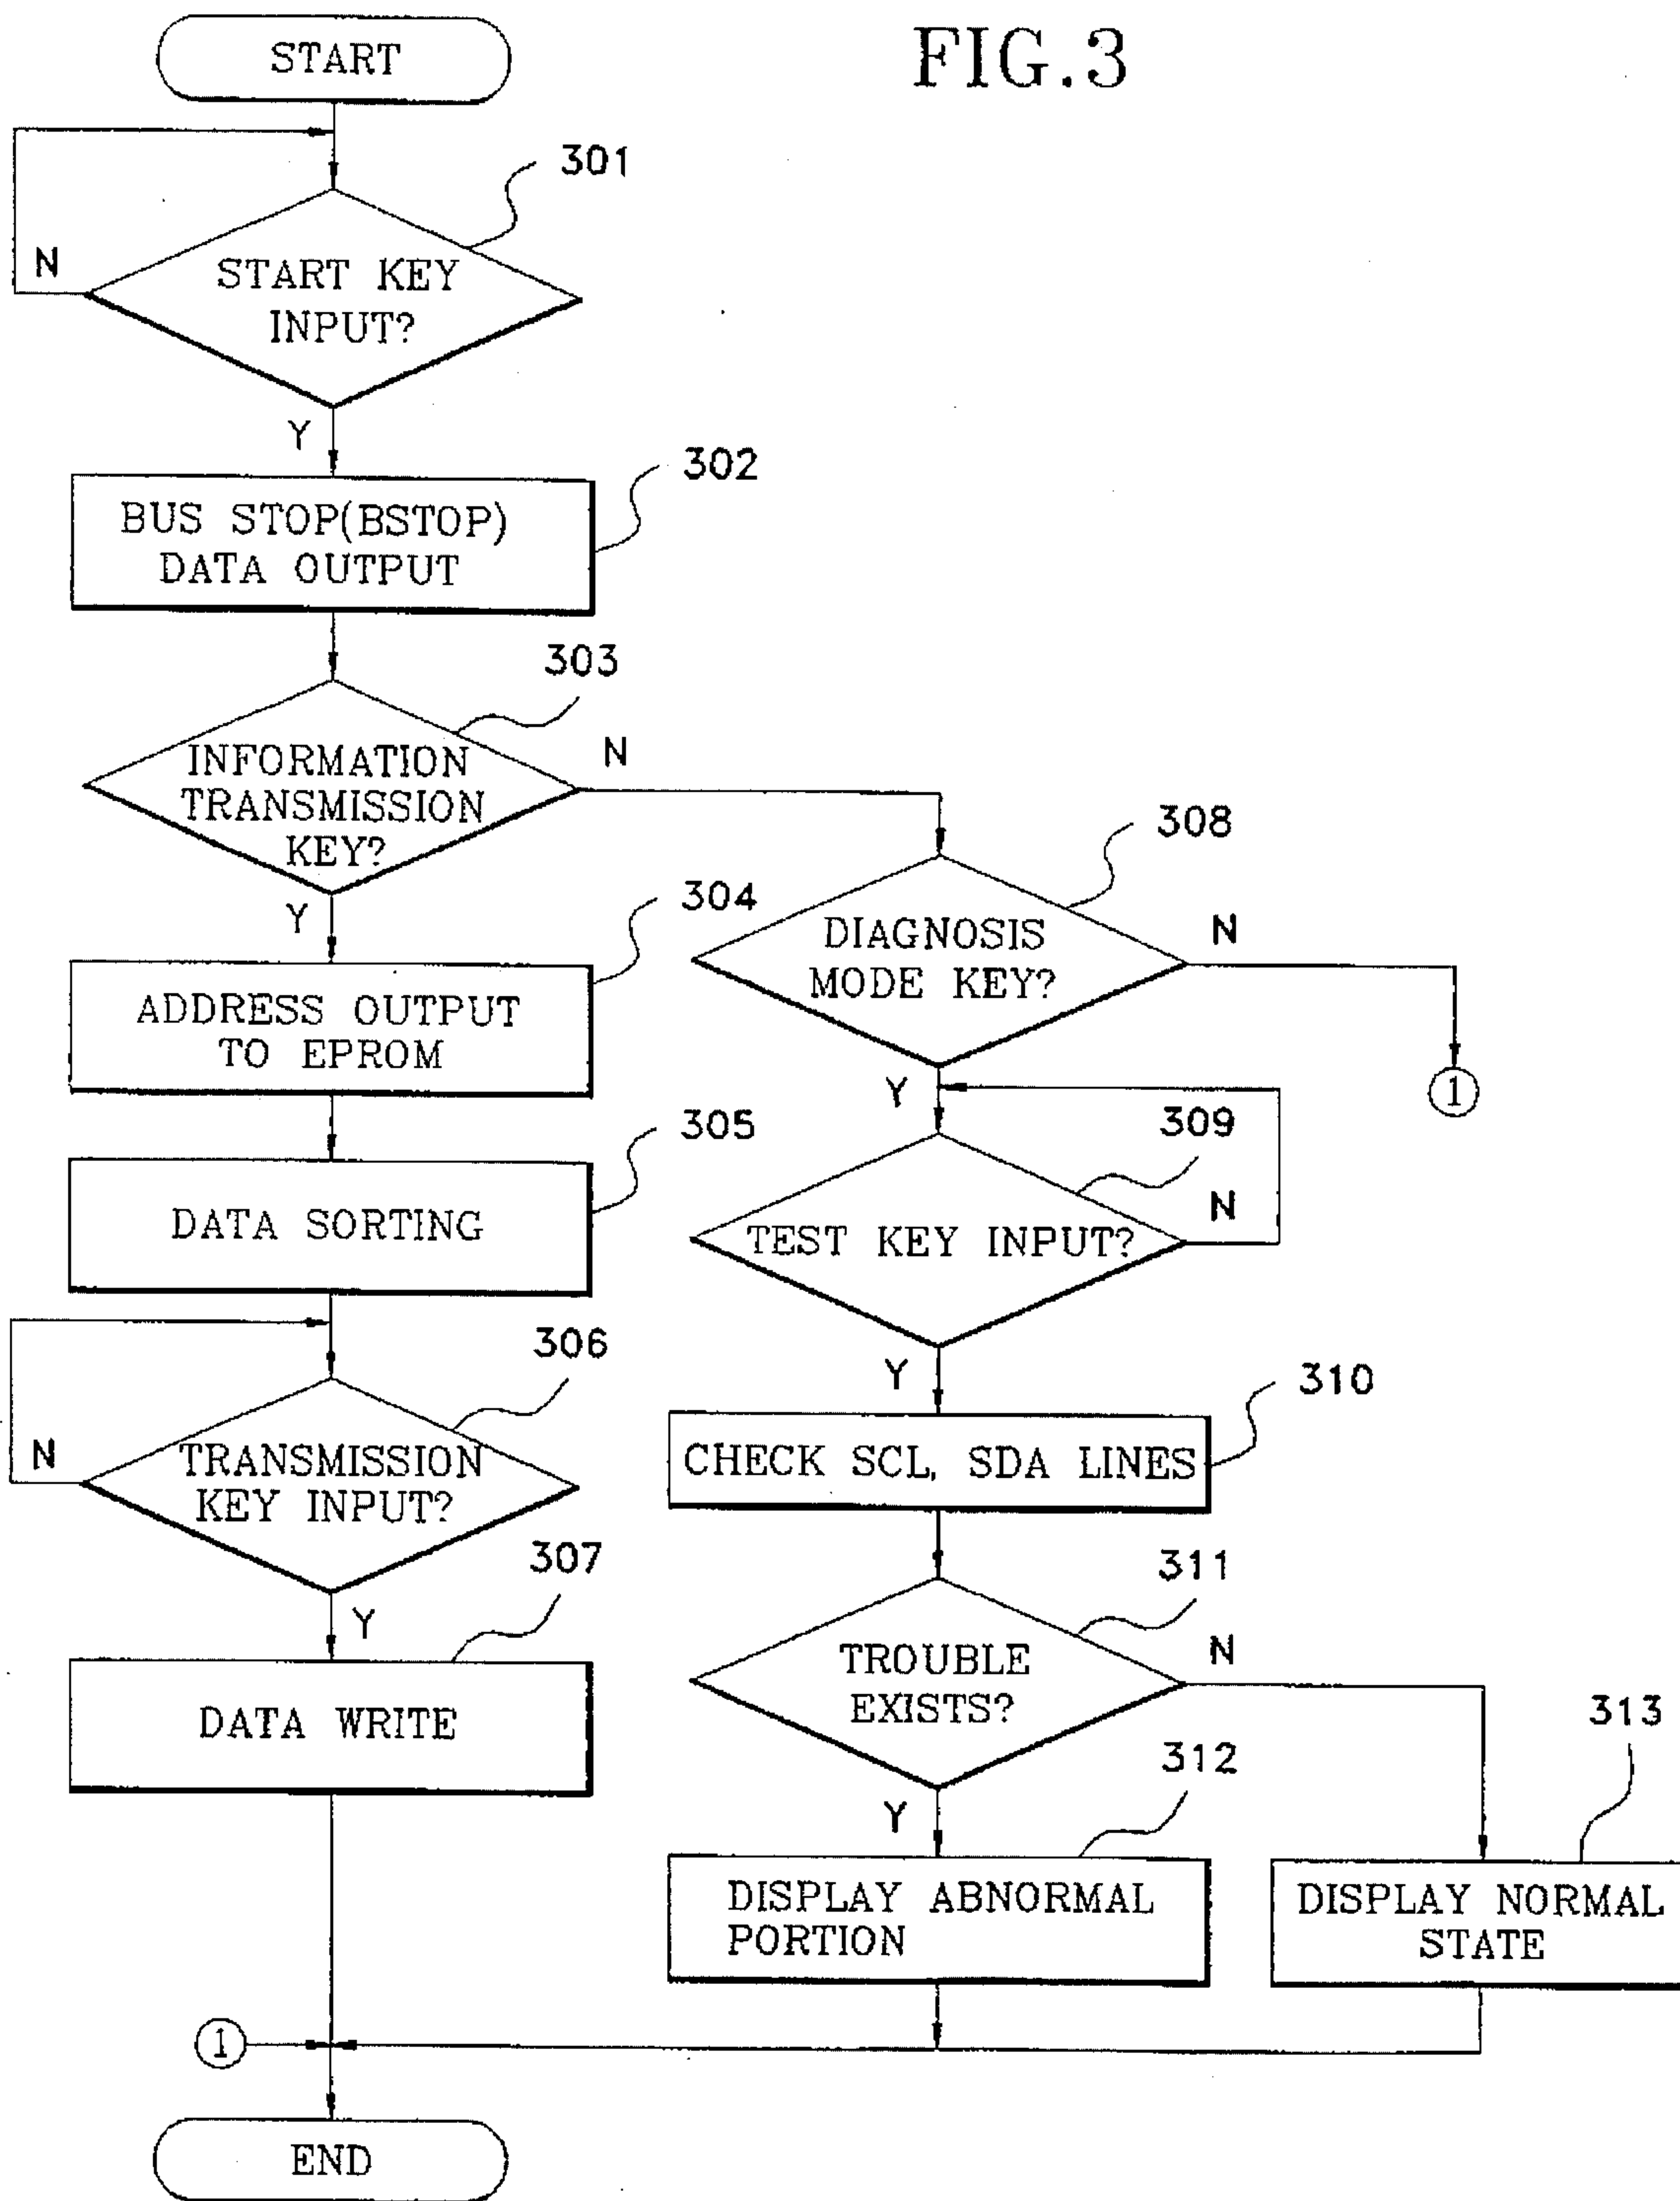 FIG.3
START
301
N
START KEY
INPUT?
Y
302
BUS STOP(BSTOP)
DATA OUTPUT
303
INFORMATION
TRANSMISSION
KEY?
N
Y
304
ADDRESS OUTPUT
TO EPROM
305
DATA SORTING
306
N
TRANSMISSION
KEY INPUT?
307
Y
DATA WRITE
308
DIAGNOSIS
MODE KEY?
N
1
Y
309
TEST KEY INPUT?
N
Y
310
CHECK SCL, SDA LINES
311
TROUBLE
EXISTS?
N
Y
312
DISPLAY ABNORMAL
PORTION
313
DISPLAY NORMAL
STATE
1
END